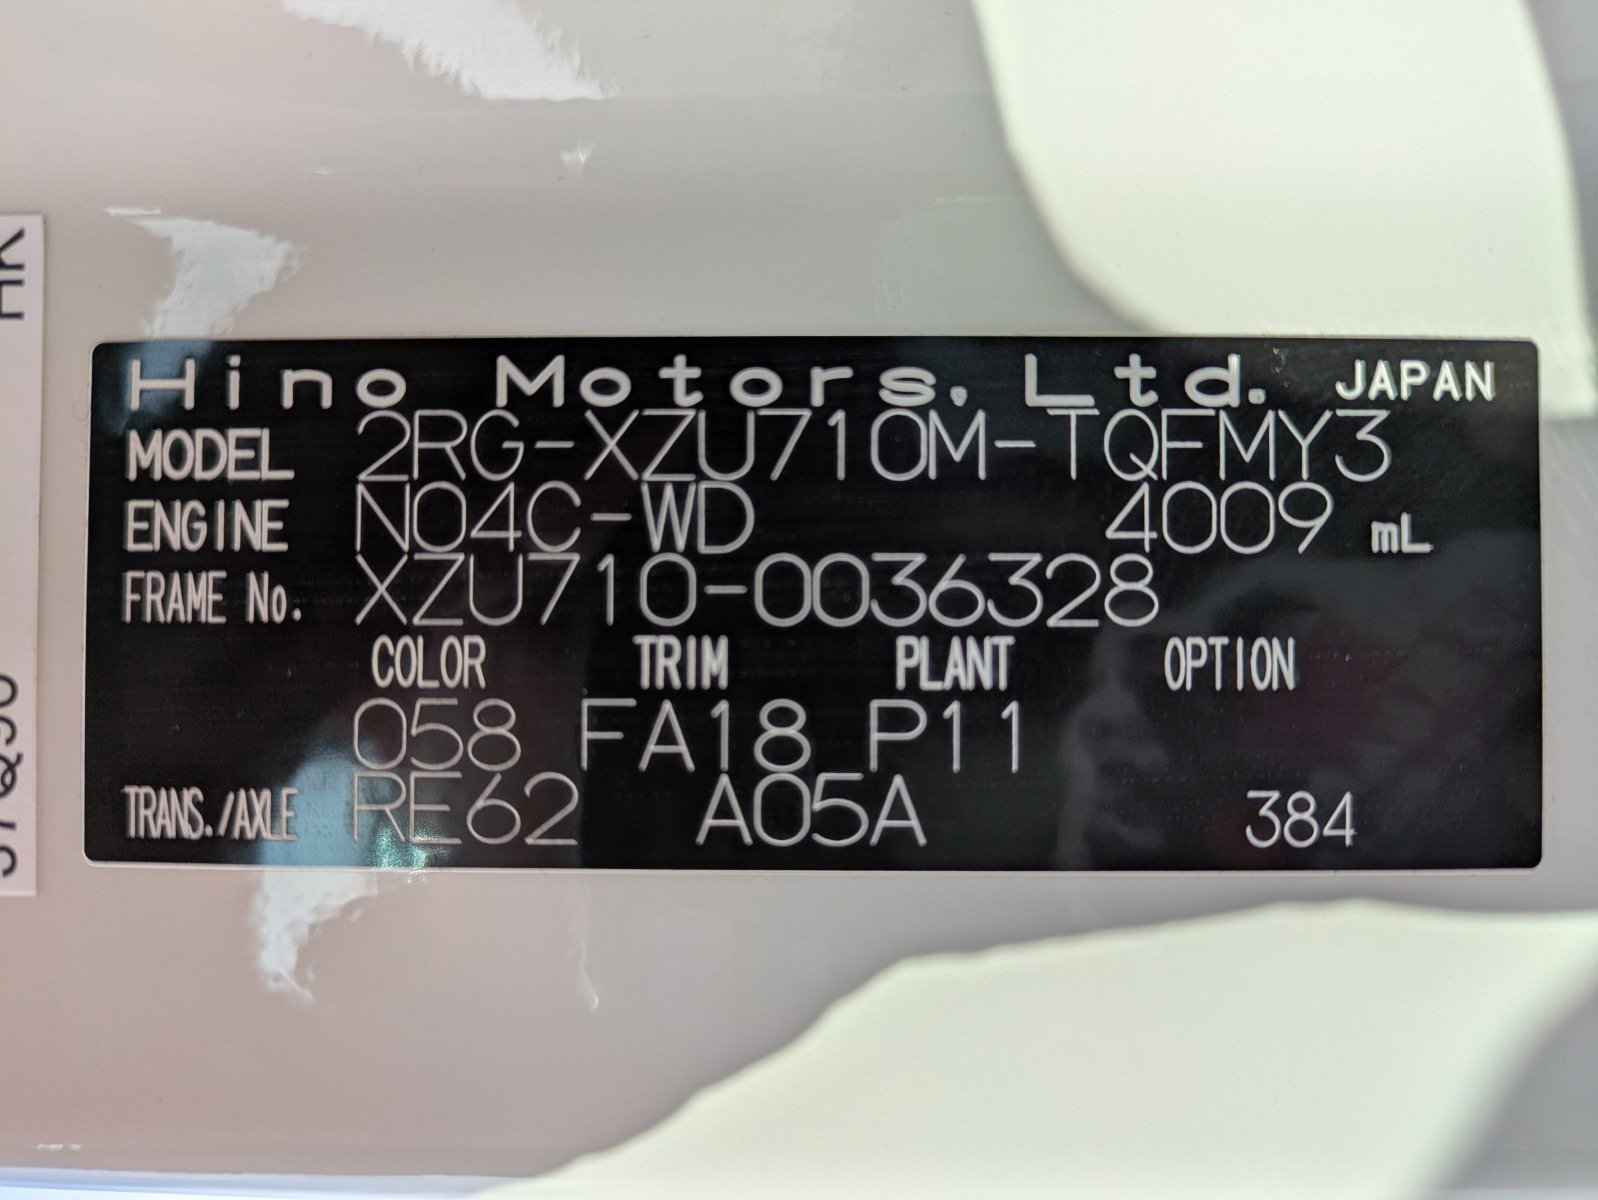 Hino Motors, Ltd. JAPAN
MODEL 2RG-XZU710M-TQFMY3
ENGINE N04C-WD 4009 mL
FRAME No. XZU710-0036328
COLOR TRIM PLANT OPTION
058 FA18 P11
TRANS./AXLE RE62 A05A 384